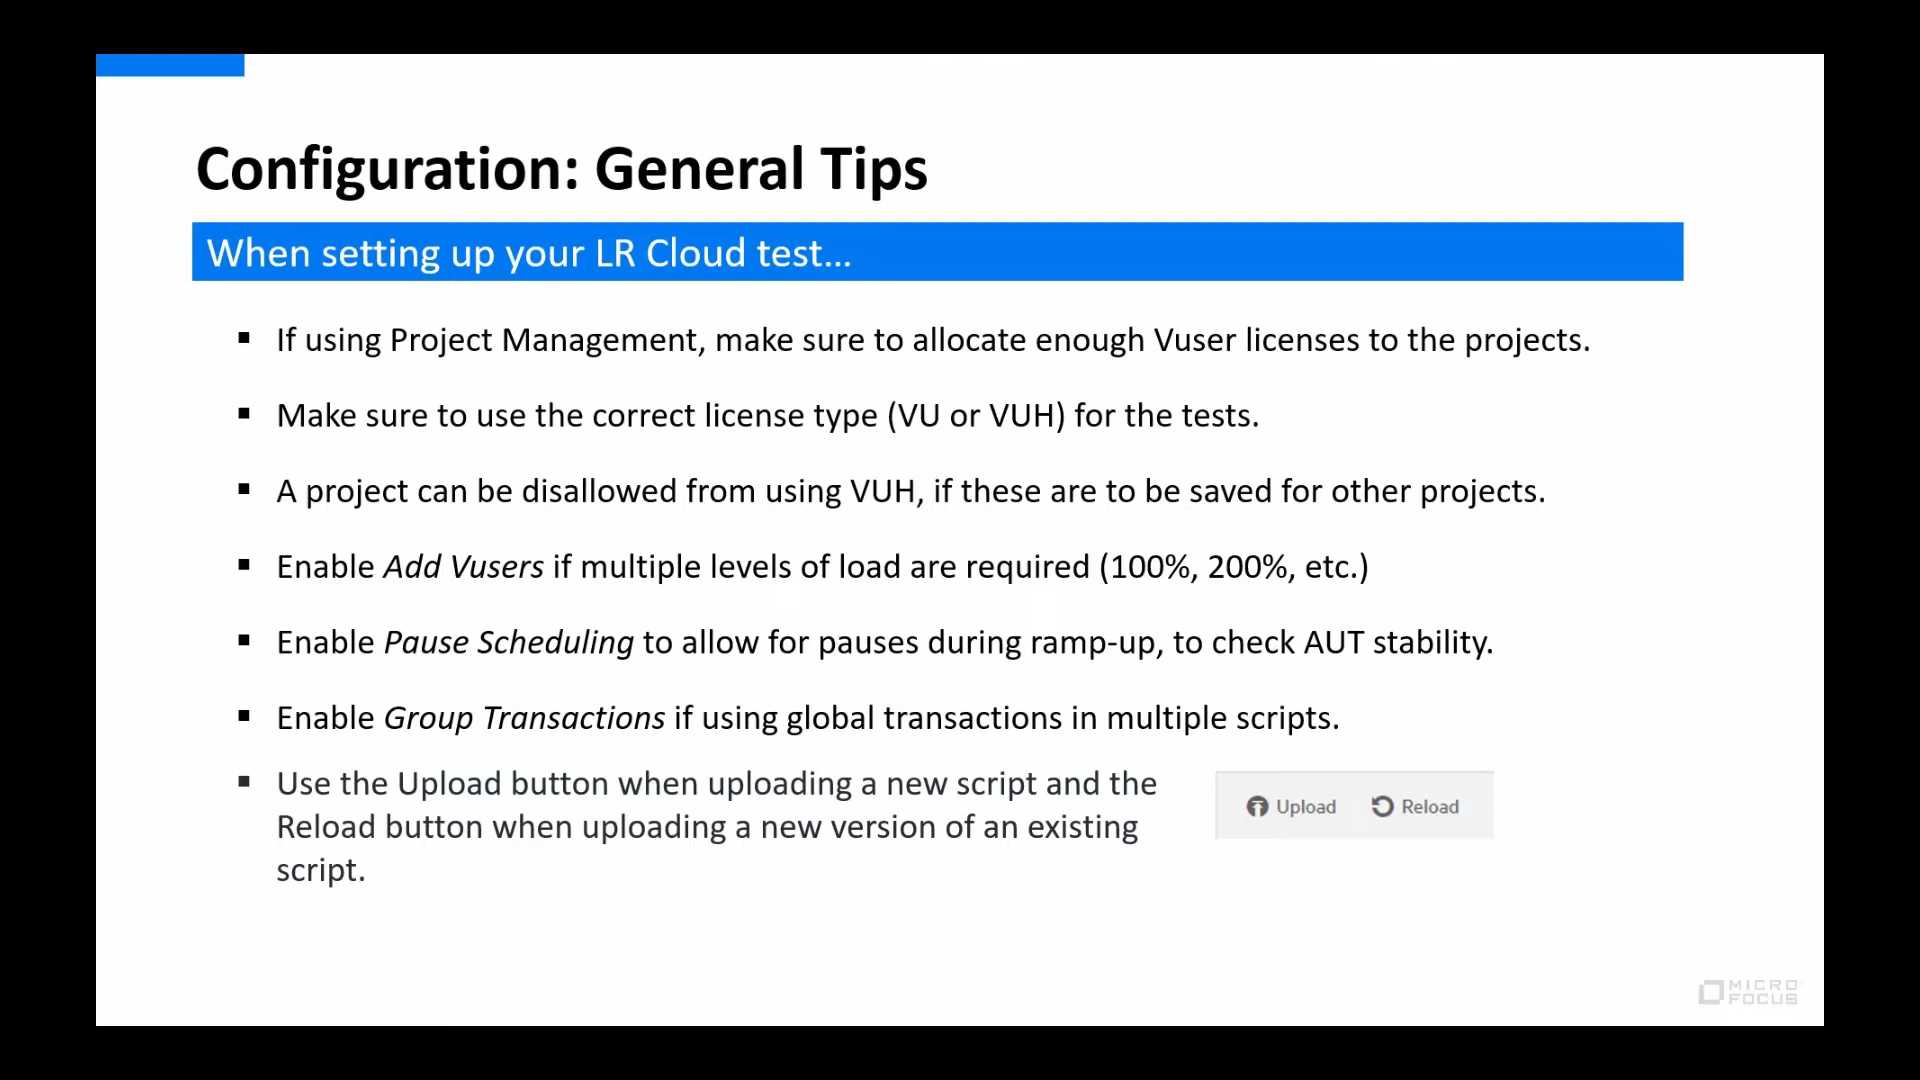 Configuration: General Tips
When setting up your LR Cloud test...
▪ If using Project Management, make sure to allocate enough Vuser licenses to the projects.
▪ Make sure to use the correct license type (VU or VUH) for the tests.
▪ A project can be disallowed from using VUH, if these are to be saved for other projects.
▪ Enable Add Vusers if multiple levels of load are required (100%, 200%, etc.)
▪ Enable Pause Scheduling to allow for pauses during ramp-up, to check AUT stability.
▪ Enable Group Transactions if using global transactions in multiple scripts.
▪ Use the Upload button when uploading a new script and the
Reload button when uploading a new version of an existing
script.
Upload Reload
MICRO
FOCUS